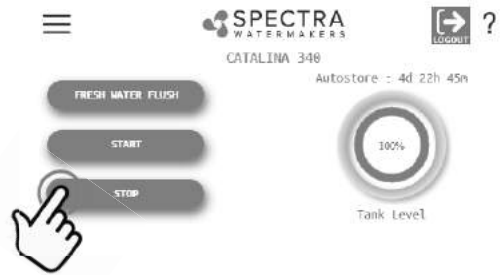 SPECTRA
WATERMAKERS
LOGOUT
?
CATALINA 340
Autostore : 4d 22h 45m
FRESH WATER FLUSH
START
100%
STOP
Tank Level